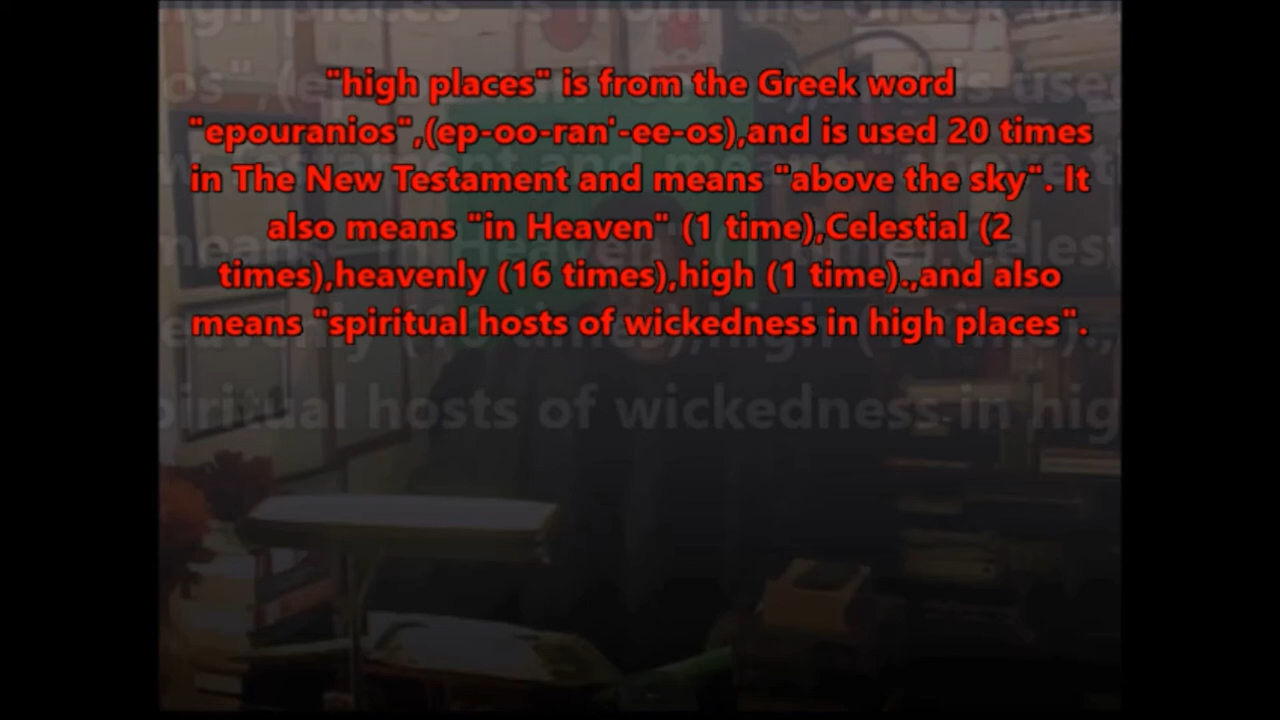 "high places" is from the Greek word
"epouranios",(ep-oo-ran'-ee-os),and is used 20 times
in The New Testament and means "above the sky". It
also means "in Heaven" (1 time),Celestial (2
times),heavenly (16 times),high (1 time).,and also
means "spiritual hosts of wickedness in high places".